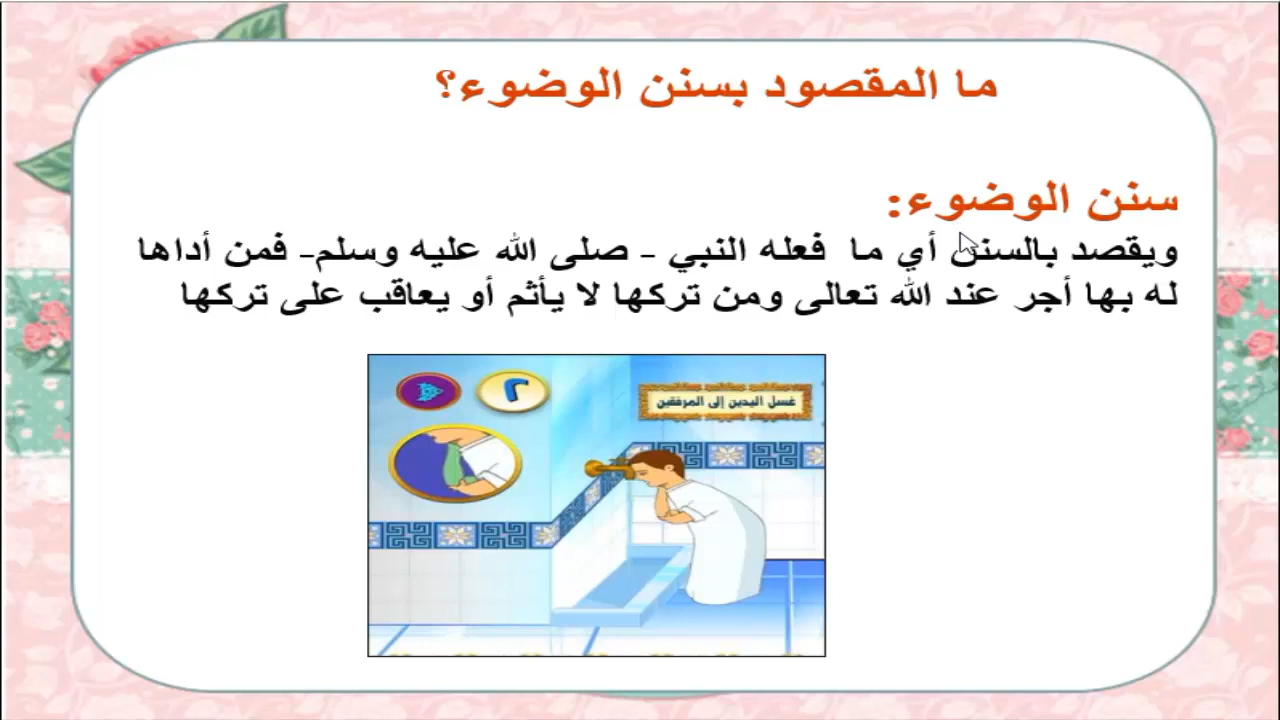 ما المقصود بسنن الوضوء؟
سنن الوضوء:
ويقصد بالسنن أي ما فعله النبي - صلى الله عليه وسلم- فمن أداها
له بها أجر عند الله تعالى ومن تركها لا يأثم أو يعاقب على تركها
٢
غسل اليدين إلى المرفقين